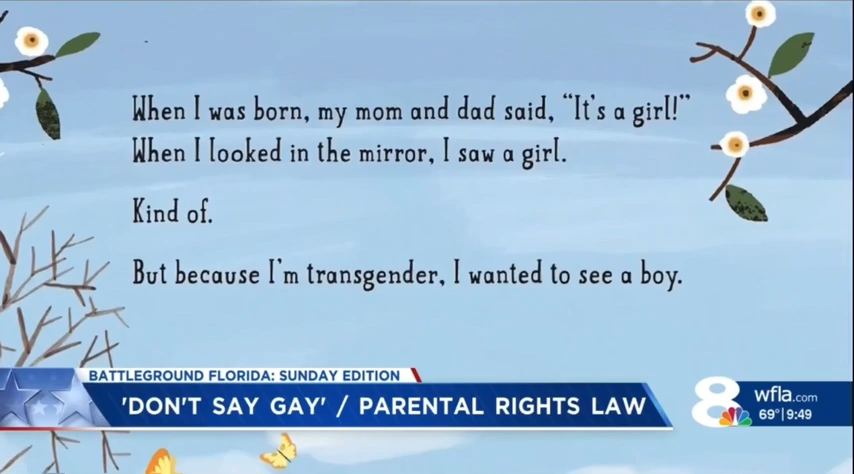 When I was born, my mom and dad said, “It’s a girl!”
When I looked in the mirror, I saw a girl.
Kind of.
But because I’m transgender, I wanted to see a boy.
BATTLEGROUND FLORIDA: SUNDAY EDITION
'DON'T SAY GAY' / PARENTAL RIGHTS LAW
8
wfla.com
69° | 9:49